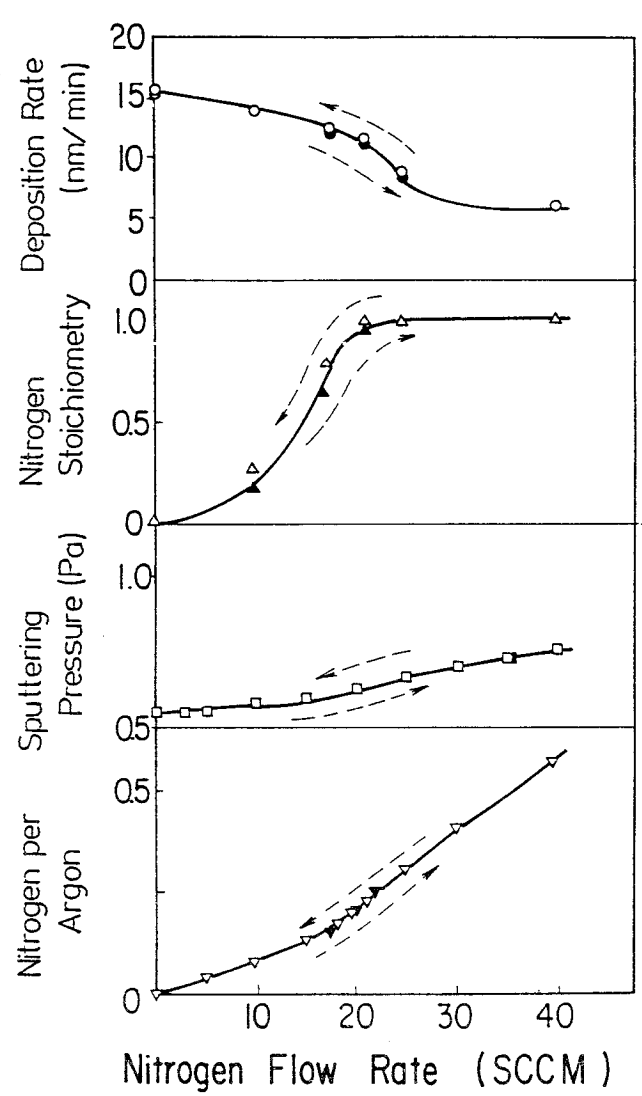 Deposition Rate
(nm/min)
20
15
10
5
0
Nitrogen
Stoichiometry
1.0
0.5
0
Sputtering
Pressure (Pa)
1.0
0.5
Nitrogen per
Argon
0.5
0
10 20 30 40
Nitrogen Flow Rate (SCCM)